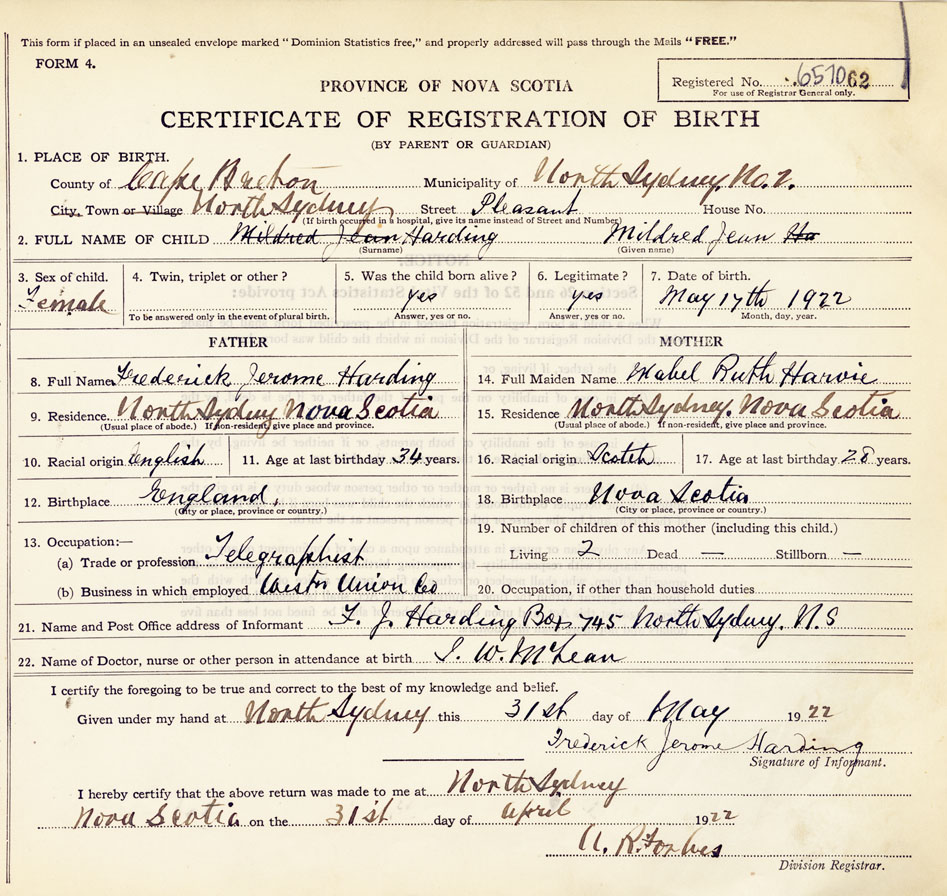 This form if placed in an unsealed envelope marked "Dominion Statistics free," and properly addressed will pass through the Mails "FREE."
FORM 4.
Registered No. 657062
For use of Registrar General only.
PROVINCE OF NOVA SCOTIA
CERTIFICATE OF REGISTRATION OF BIRTH
(BY PARENT OR GUARDIAN)
1. PLACE OF BIRTH.
County of Cape Breton Municipality of North Sydney. No. 2.
City, Town or Village North Sydney Street Pleasant House No.
(If birth occurred in a hospital, give its name instead of Street and Number)
2. FULL NAME OF CHILD Mildred Jean Harding Mildred Jean Ha
(Surname) (Given name)
3. Sex of child. 4. Twin, triplet or other? 5. Was the child born alive? 6. Legitimate? 7. Date of birth.
Female yes yes May 17th 1922
To be answered only in the event of plural birth. Answer, yes or no. Answer, yes or no. Month, day, year.
FATHER MOTHER
8. Full Name Frederick Jerome Harding 14. Full Maiden Name Mabel Ruth Harvie
9. Residence North Sydney Nova Scotia 15. Residence North Sydney. Nova Scotia
(Usual place of abode.) If non-resident, give place and province. (Usual place of abode.) If non-resident, give place and province.
10. Racial origin English 11. Age at last birthday 34 years. 16. Racial origin Scotch 17. Age at last birthday 28 years.
12. Birthplace England, 18. Birthplace Nova Scotia
(City or place, province or country.) (City or place, province or country.)
13. Occupation:— 19. Number of children of this mother (including this child.)
(a) Trade or profession Telegraphist Living 2 Dead — Stillborn —
(b) Business in which employed Westrn Union Co 20. Occupation, if other than household duties
21. Name and Post Office address of Informant F. J. Harding Box 745 North Sydney. N.S
22. Name of Doctor, nurse or other person in attendance at birth J. W. McLean
I certify the foregoing to be true and correct to the best of my knowledge and belief.
Given under my hand at North Sydney this 31st day of May 1922
Frederick Jerome Harding
Signature of Informant.
I hereby certify that the above return was made to me at North Sydney
Nova Scotia on the 31st day of April 1922
A. R. Forbes
Division Registrar.